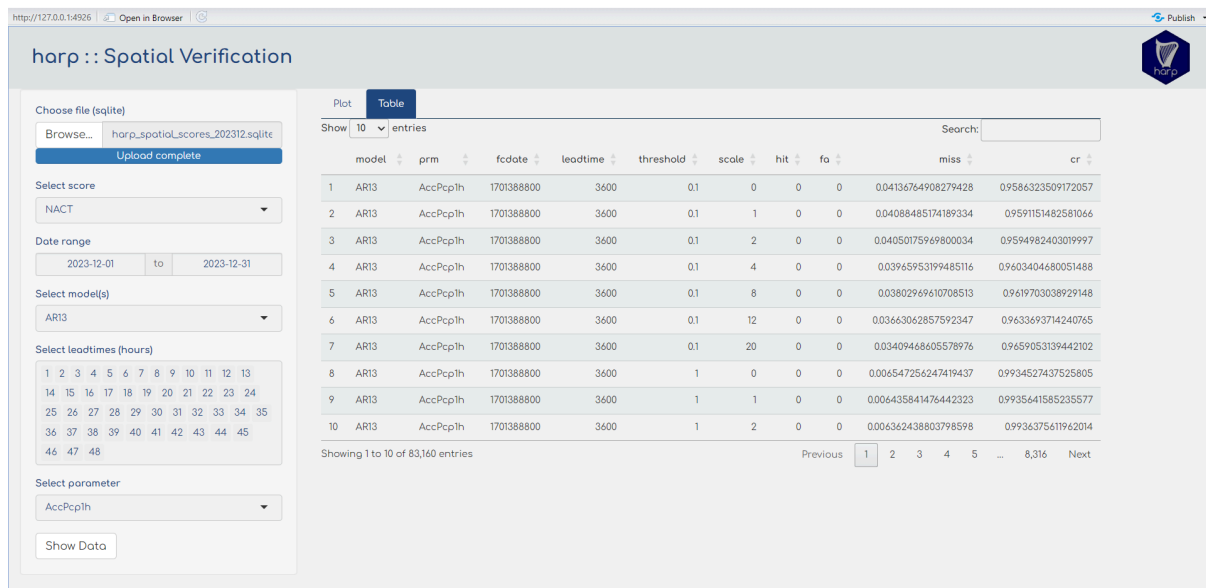 http://127.0.0.1:4926 Open in Browser Publish
harp :: Spatial Verification
harp
Choose file (sqlite)
Browse... harp_spatial_scores_202312.sqlite
Upload complete
Select score
NACT
Date range
2023-12-01 to 2023-12-31
Select model(s)
AR13
Select leadtimes (hours)
1 2 3 4 5 6 7 8 9 10 11 12 13
14 15 16 17 18 19 20 21 22 23 24
25 26 27 28 29 30 31 32 33 34 35
36 37 38 39 40 41 42 43 44 45
46 47 48
Select parameter
AccPcp1h
Show Data
Plot Table
Show 10 entries Search:
model prm fcdate leadtime threshold scale hit fa miss cr
1 AR13 AccPcp1h 1701388800 3600 0.1 0 0 0 0.04136764908279428 0.9586323509172057
2 AR13 AccPcp1h 1701388800 3600 0.1 1 0 0 0.04088485174189334 0.9591151482581066
3 AR13 AccPcp1h 1701388800 3600 0.1 2 0 0 0.04050175969800034 0.9594982403019997
4 AR13 AccPcp1h 1701388800 3600 0.1 4 0 0 0.03965953199485116 0.9603404680051488
5 AR13 AccPcp1h 1701388800 3600 0.1 8 0 0 0.03802969610708513 0.9619703038929148
6 AR13 AccPcp1h 1701388800 3600 0.1 12 0 0 0.03663062857592347 0.9633693714240765
7 AR13 AccPcp1h 1701388800 3600 0.1 20 0 0 0.03409468605578976 0.9659053139442102
8 AR13 AccPcp1h 1701388800 3600 1 0 0 0 0.006547256247419437 0.9934527437525805
9 AR13 AccPcp1h 1701388800 3600 1 1 0 0 0.006435841476442323 0.99356415852​35577
10 AR13 AccPcp1h 1701388800 3600 1 2 0 0 0.006362438803798598 0.9936375611962014
Showing 1 to 10 of 83,160 entries Previous 1 2 3 4 5 ... 8,316 Next